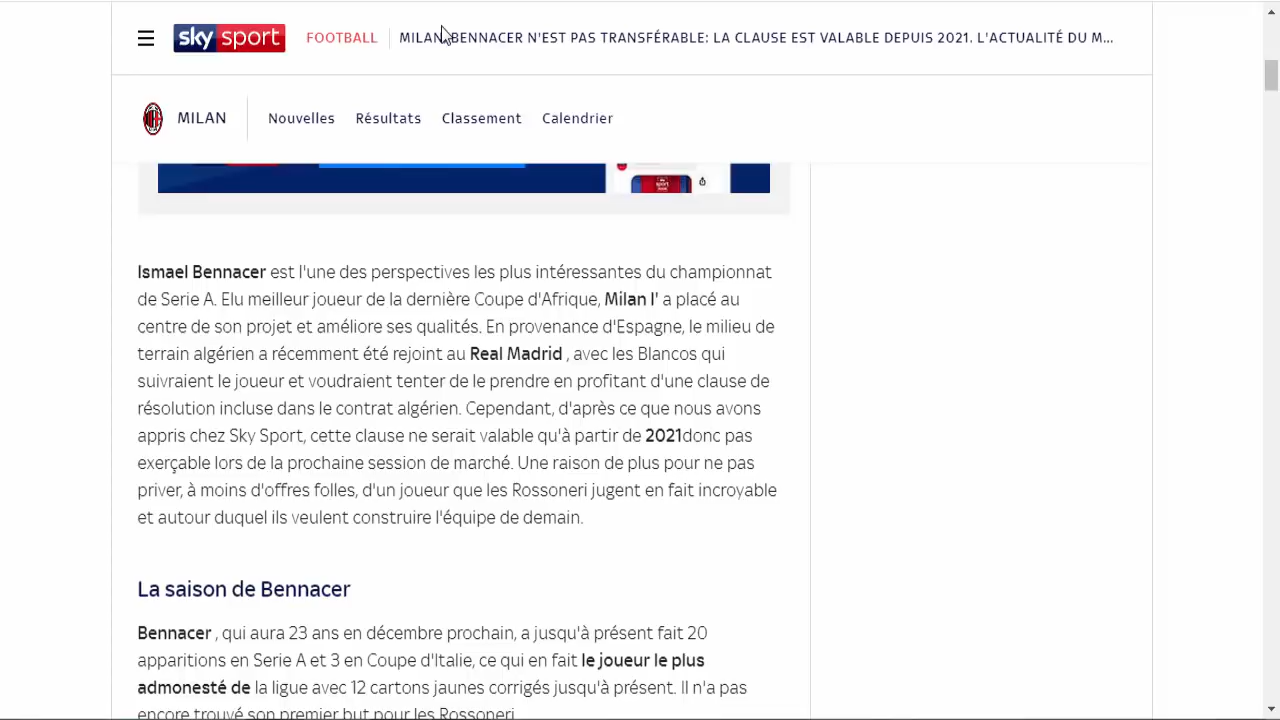 sky sport FOOTBALL MILAN, BENNACER N'EST PAS TRANSFÉRABLE: LA CLAUSE EST VALABLE DEPUIS 2021. L'ACTUALITÉ DU M...
MILAN Nouvelles Résultats Classement Calendrier
Ismael Bennacer est l'une des perspectives les plus intéressantes du championnat
de Serie A. Elu meilleur joueur de la dernière Coupe d'Afrique, Milan l' a placé au
centre de son projet et améliore ses qualités. En provenance d'Espagne, le milieu de
terrain algérien a récemment été rejoint au Real Madrid , avec les Blancos qui
suivraient le joueur et voudraient tenter de le prendre en profitant d'une clause de
résolution incluse dans le contrat algérien. Cependant, d'après ce que nous avons
appris chez Sky Sport, cette clause ne serait valable qu'à partir de 2021donc pas
exerçable lors de la prochaine session de marché. Une raison de plus pour ne pas
priver, à moins d'offres folles, d'un joueur que les Rossoneri jugent en fait incroyable
et autour duquel ils veulent construire l'équipe de demain.
La saison de Bennacer
Bennacer , qui aura 23 ans en décembre prochain, a jusqu'à présent fait 20
apparitions en Serie A et 3 en Coupe d'Italie, ce qui en fait le joueur le plus
admonesté de la ligue avec 12 cartons jaunes corrigés jusqu'à présent. Il n'a pas
encore trouvé son premier but pour les Rossoneri